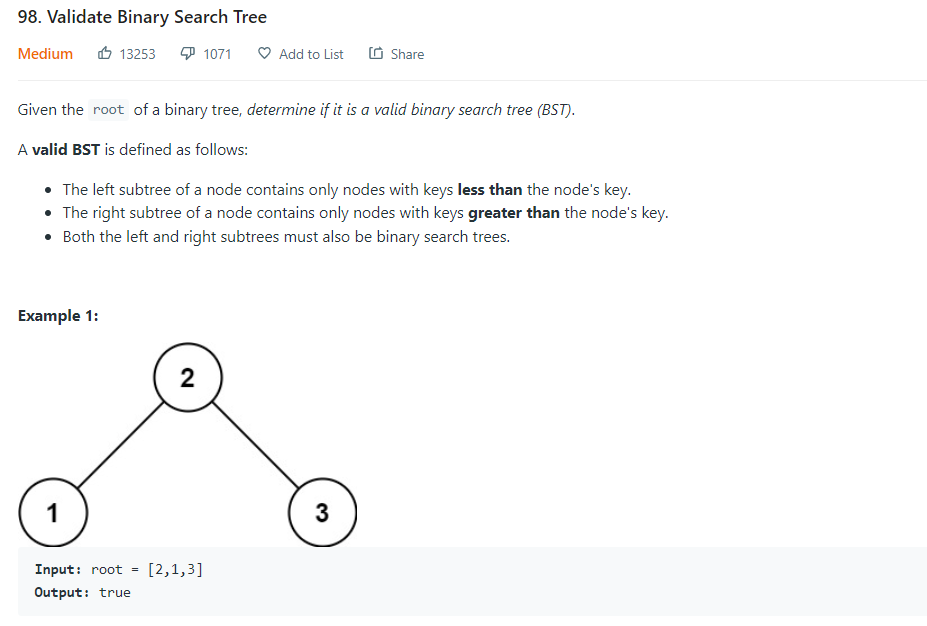 98. Validate Binary Search Tree
Medium 13253 1071 Add to List Share
Given the root of a binary tree, determine if it is a valid binary search tree (BST).
A valid BST is defined as follows:
• The left subtree of a node contains only nodes with keys less than the node's key.
• The right subtree of a node contains only nodes with keys greater than the node's key.
• Both the left and right subtrees must also be binary search trees.
Example 1:
2
1 3
Input: root = [2,1,3]
Output: true